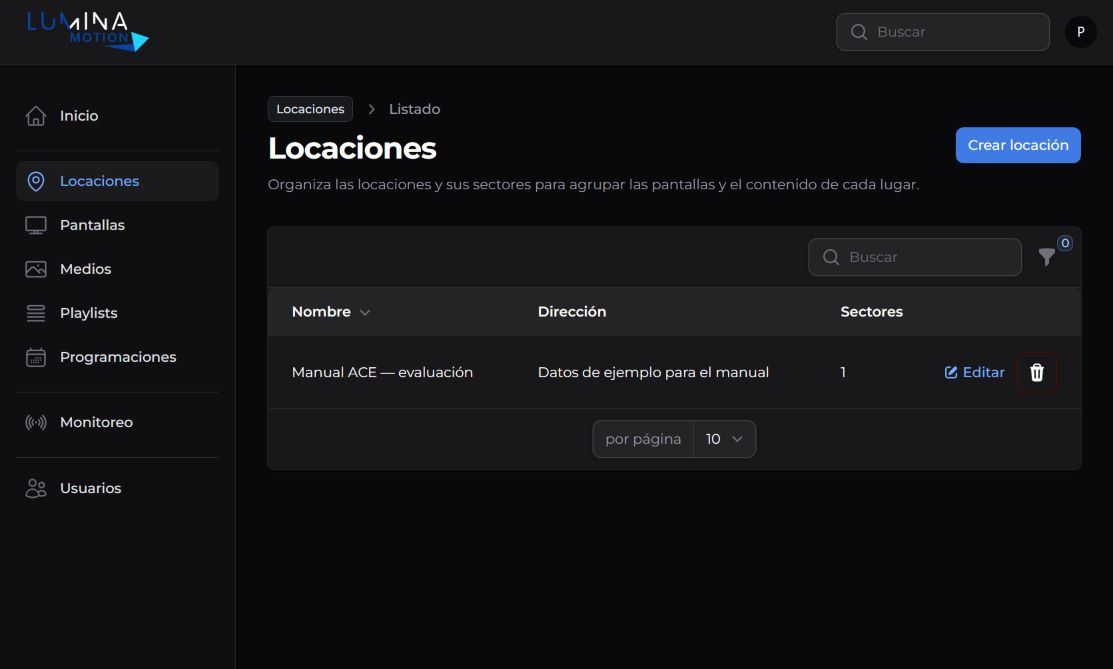 LUMINA
MOTION
Buscar
P
Inicio
Locaciones
Pantallas
Medios
Playlists
Programaciones
Monitoreo
Usuarios
Locaciones > Listado
Locaciones
Crear locación
Organiza las locaciones y sus sectores para agrupar las pantallas y el contenido de cada lugar.
Buscar
0
Nombre Dirección Sectores
Manual ACE — evaluación Datos de ejemplo para el manual 1 Editar
por página 10